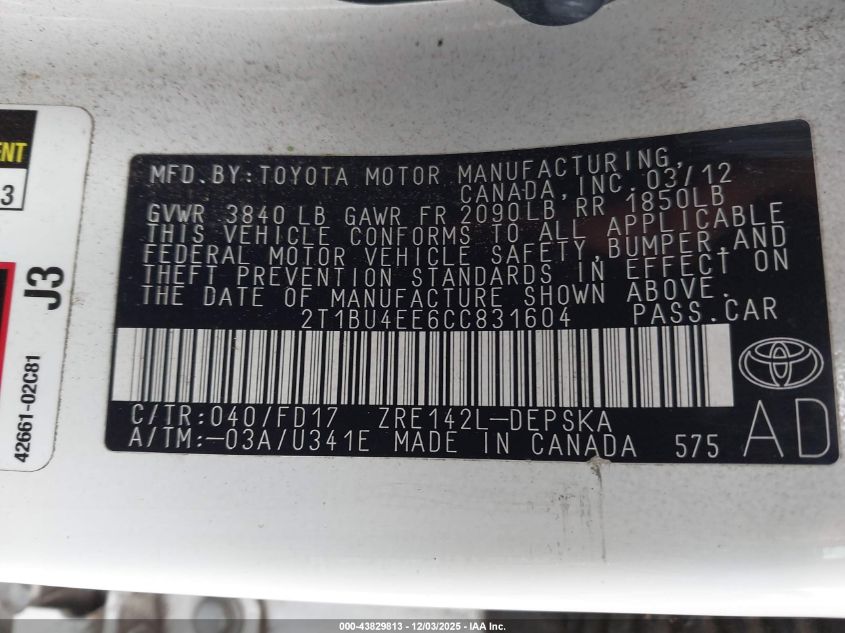 ENT
3
J3
42661-02C81
MFD.BY:TOYOTA MOTOR MANUFACTURING,
CANADA,INC.03/12
GVWR 3840LB GAWR FR 2090LB RR 1850LB
THIS VEHICLE CONFORMS TO ALL APPLICABLE
FEDERAL MOTOR VEHICLE SAFETY,BUMPER,AND
THEFT PREVENTION STANDARDS IN EFFECT ON
THE DATE OF MANUFACTURE SHOWN ABOVE.
2T1BU4EE6CC831604 PASS.CAR
C/TR:040/FD17 ZRE142L-DEPSKA
A/TM:-03A/U341E MADE IN CANADA 575
AD
000-43829813 - 12/03/2025 - IAA Inc.